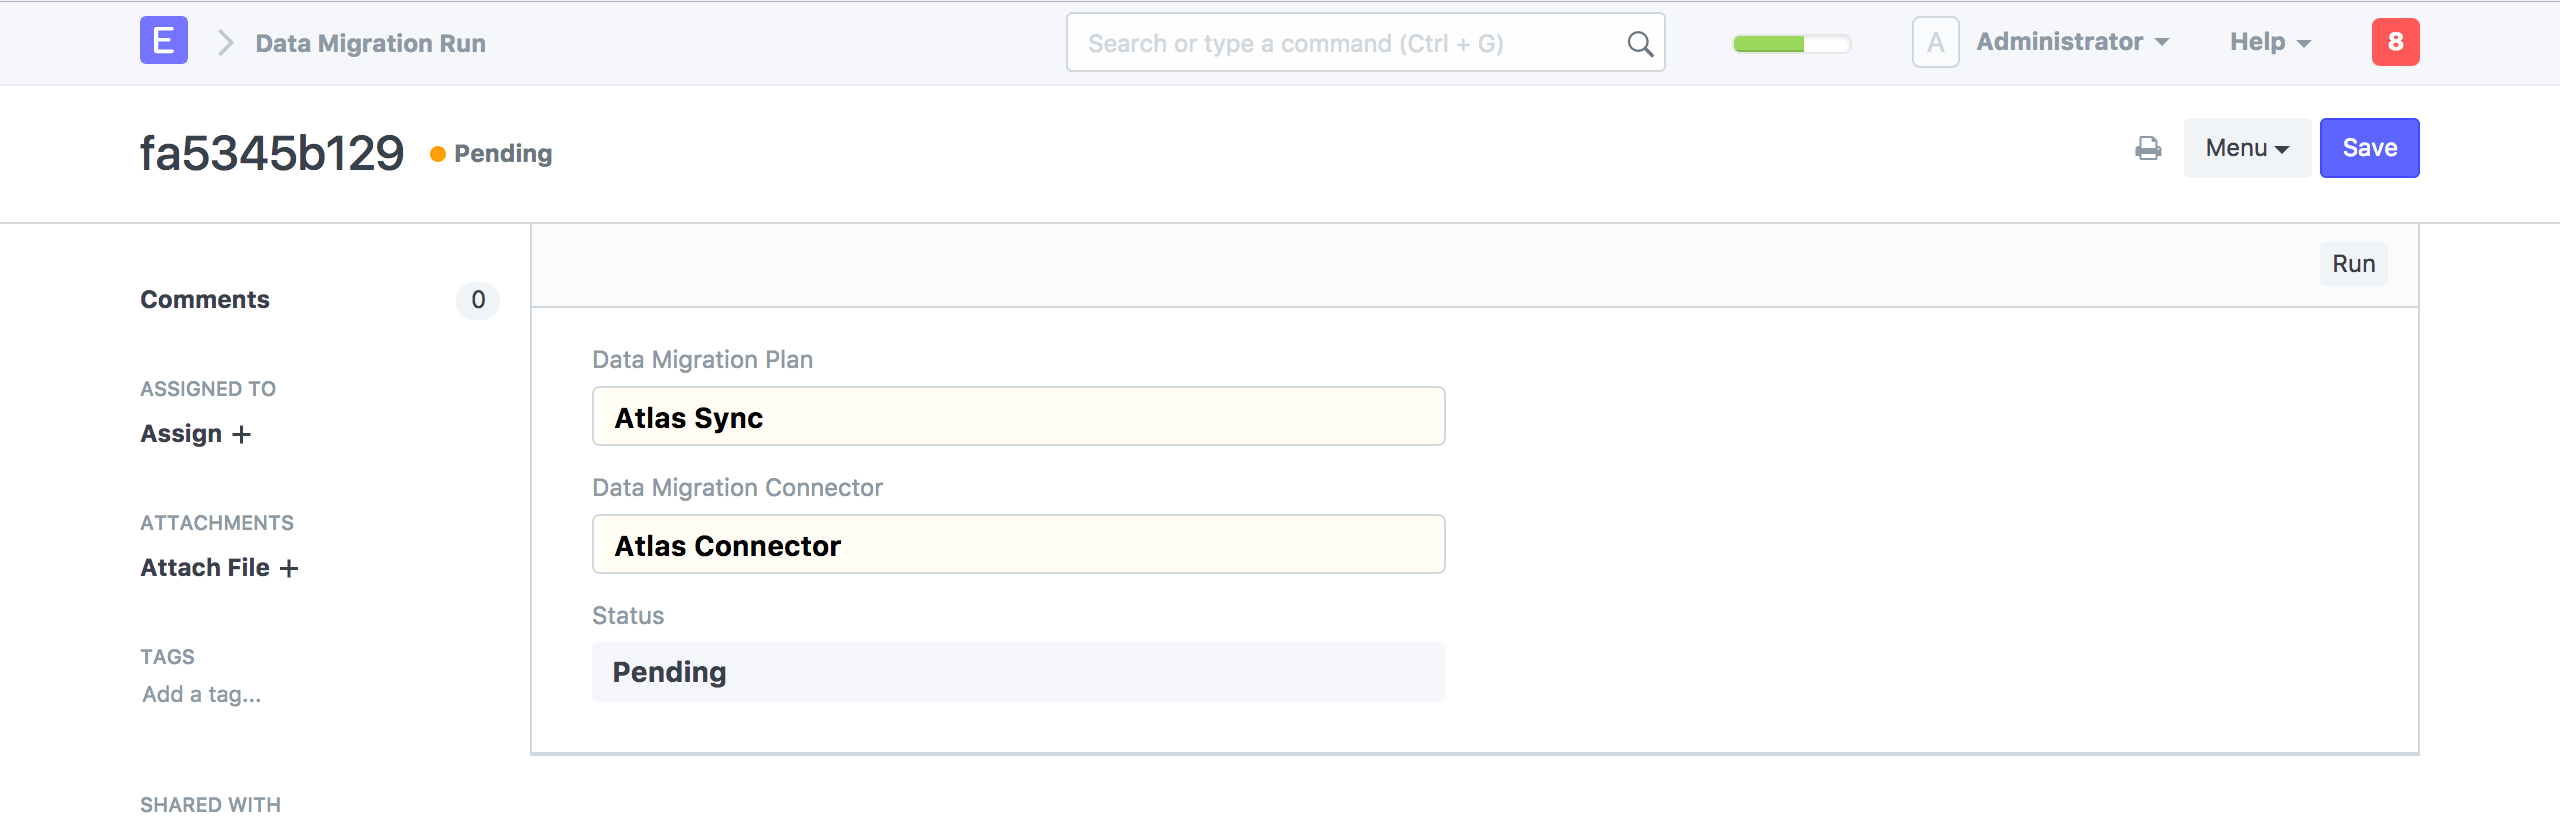 E Data Migration Run Search or type a command (Ctrl + G) A Administrator Help 8
fa5345b129 Pending Menu Save
Run
Comments 0
ASSIGNED TO
Assign +
ATTACHMENTS
Attach File +
TAGS
Add a tag...
SHARED WITH
Data Migration Plan
Atlas Sync
Data Migration Connector
Atlas Connector
Status
Pending